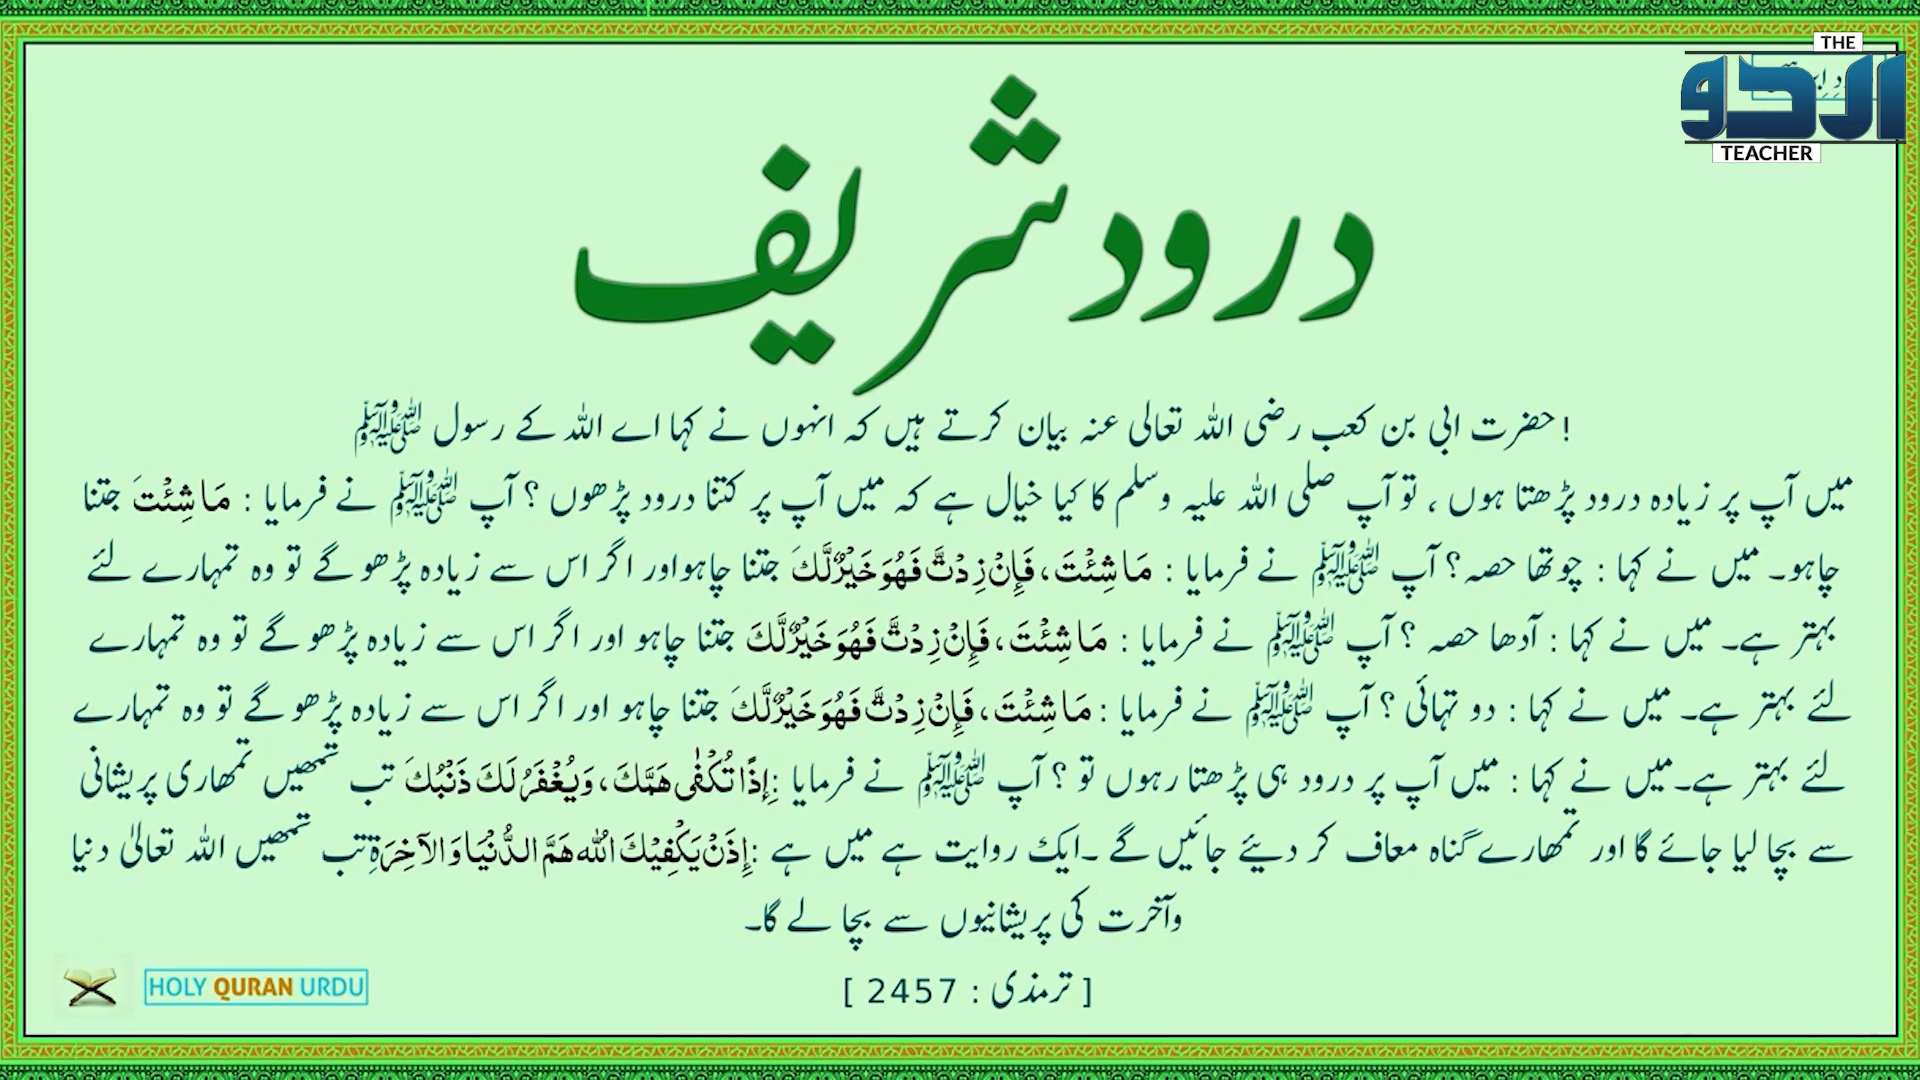 THE
اردو
TEACHER
درود شریف
! حضرت ابی بن کعب رضی اللہ تعالی عنہ بیان کرتے ہیں کہ انہوں نے کہا اے اللہ کے رسول ﷺ
میں آپ پر زیادہ درود پڑھتا ہوں ، تو آپ صلی اللہ علیہ وسلم کا کیا خیال ہے کہ میں آپ پر کتنا درود پڑھوں ؟ آپ ﷺ نے فرمایا : مَا شِئْتَ جتنا
چاہو۔ میں نے کہا : چوتھا حصہ ؟ آپ ﷺ نے فرمایا : مَا شِئْتَ، فَإِنْ زِدْتَّ فَهُوَ خَيْرٌ لَّكَ جتنا چاہواور اگر اس سے زیادہ پڑھو گے تو وہ تمہارے لئے
بہتر ہے۔ میں نے کہا : آدھا حصہ ؟ آپ ﷺ نے فرمایا : مَا شِئْتَ، فَإِنْ زِدْتَّ فَهُوَ خَيْرٌ لَّكَ جتنا چاہو اور اگر اس سے زیادہ پڑھو گے تو وہ تمہارے
لئے بہتر ہے۔ میں نے کہا : دو تہائی ؟ آپ ﷺ نے فرمایا : مَا شِئْتَ، فَإِنْ زِدْتَّ فَهُوَ خَيْرٌ لَّكَ جتنا چاہو اور اگر اس سے زیادہ پڑھو گے تو وہ تمہارے
لئے بہتر ہے۔میں نے کہا : میں آپ پر درود ہی پڑھتا رہوں تو ؟ آپ ﷺ نے فرمایا :إِذًا تُكْفٰى هَمَّكَ، وَيُغْفَرُ لَكَ ذَنْبُكَ تب تمھیں تمھاری پریشانی
سے بچا لیا جائے گا اور تمھارے گناہ معاف کر دیئے جائیں گے ۔ایک روایت ہے میں ہے :إِذَنْ يَكْفِيْكَ اللّٰه هَمَّ الدُّنْيَا وَ الآخِرَةِ تب تمھیں اللہ تعالیٰ دنیا
وآخرت کی پریشانیوں سے بچا لے گا۔
[ ترمذی : 2457 ]
HOLY QURAN URDU